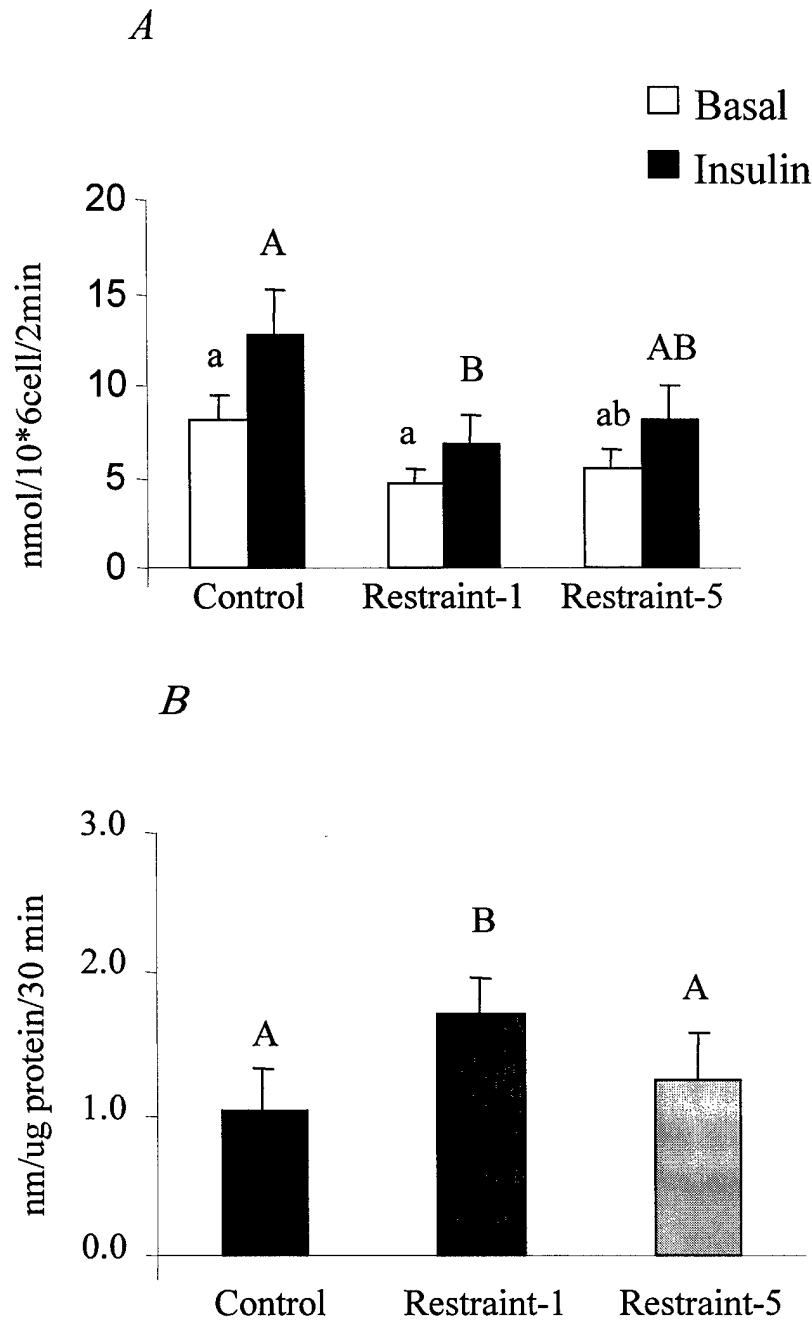 A
Basal
Insulin
nmol/10*6cell/2min
20
15
10
5
0
a
A
a
B
ab
AB
Control Restraint-1 Restraint-5
B
nm/ug protein/30 min
3.0
2.0
1.0
0.0
A
B
A
Control Restraint-1 Restraint-5